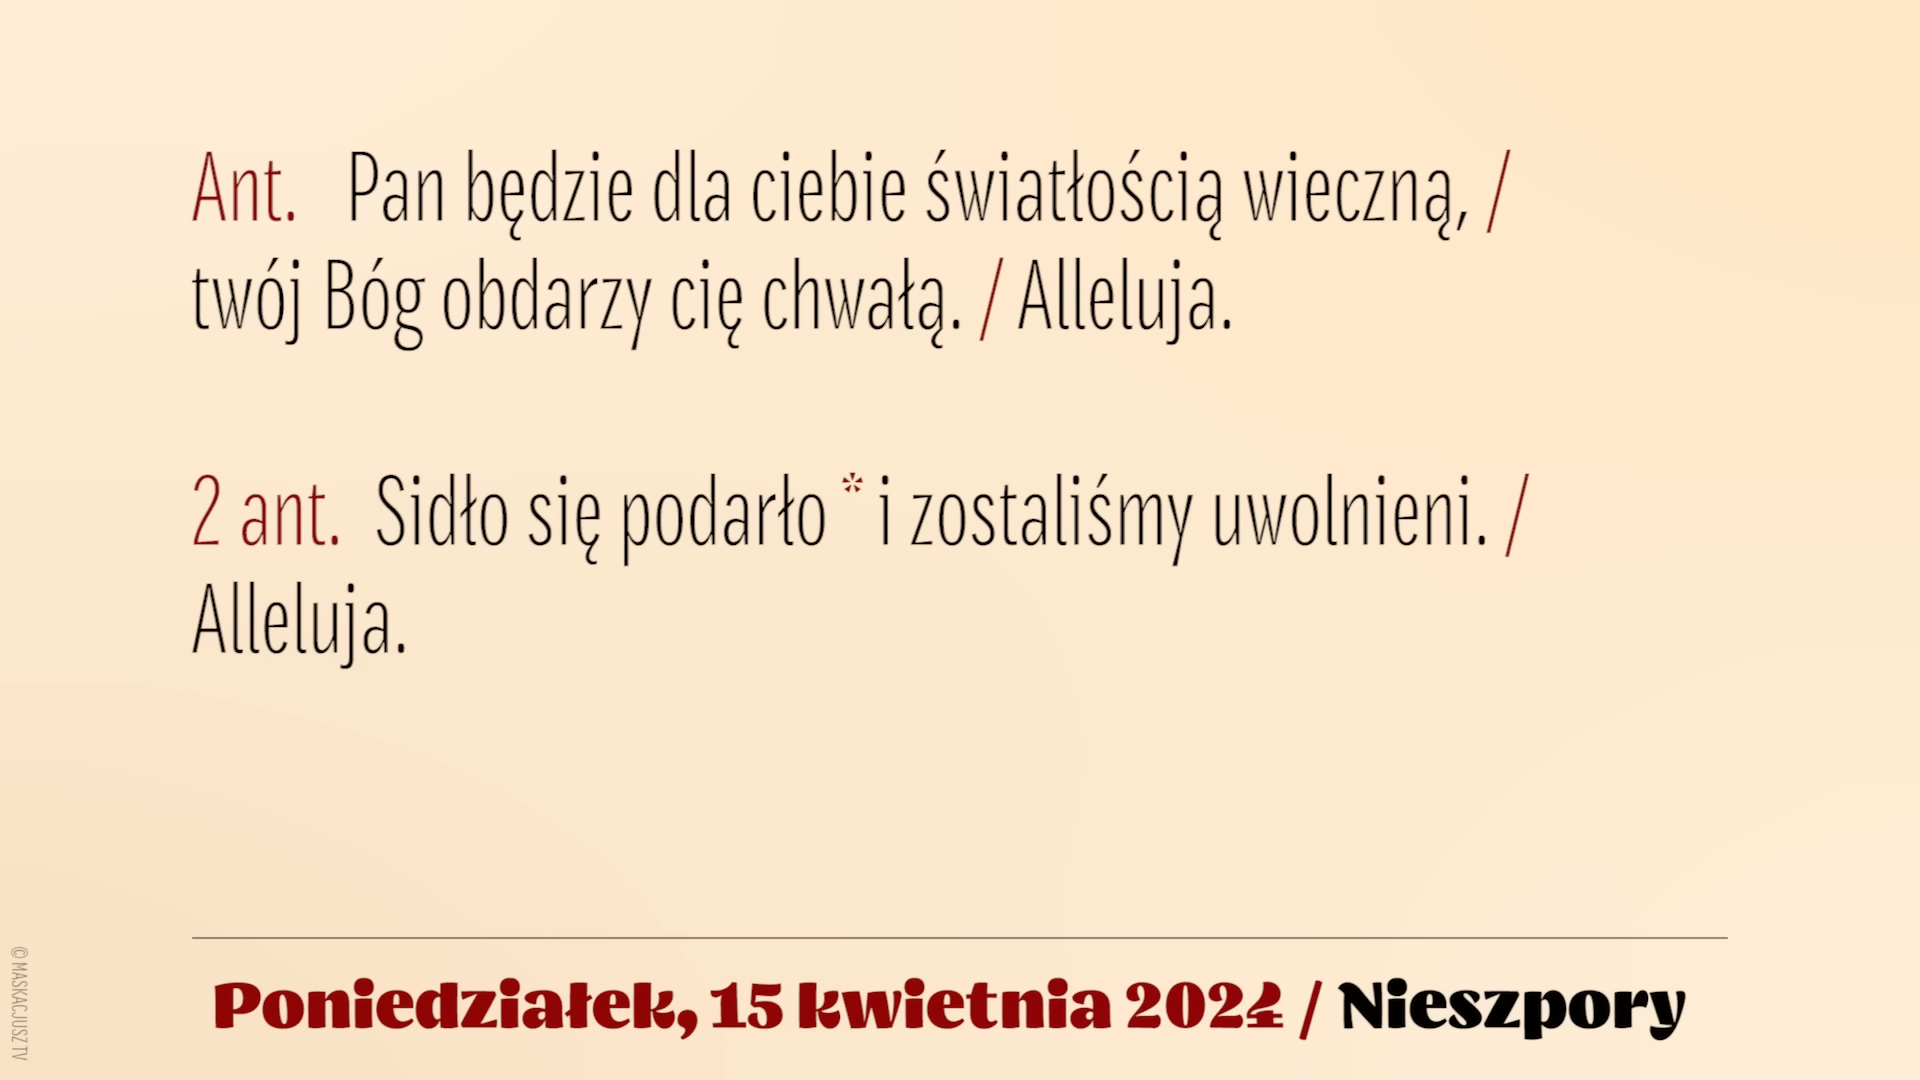 Ant. Pan będzie dla ciebie światłością wieczną, /
twój Bóg obdarzy cię chwałą. / Alleluja.
2 ant. Sidło się podarło * i zostaliśmy uwolnieni. /
Alleluja.
Poniedziałek, 15 kwietnia 2024 / Nieszpory
© MASKACJUSZ TV